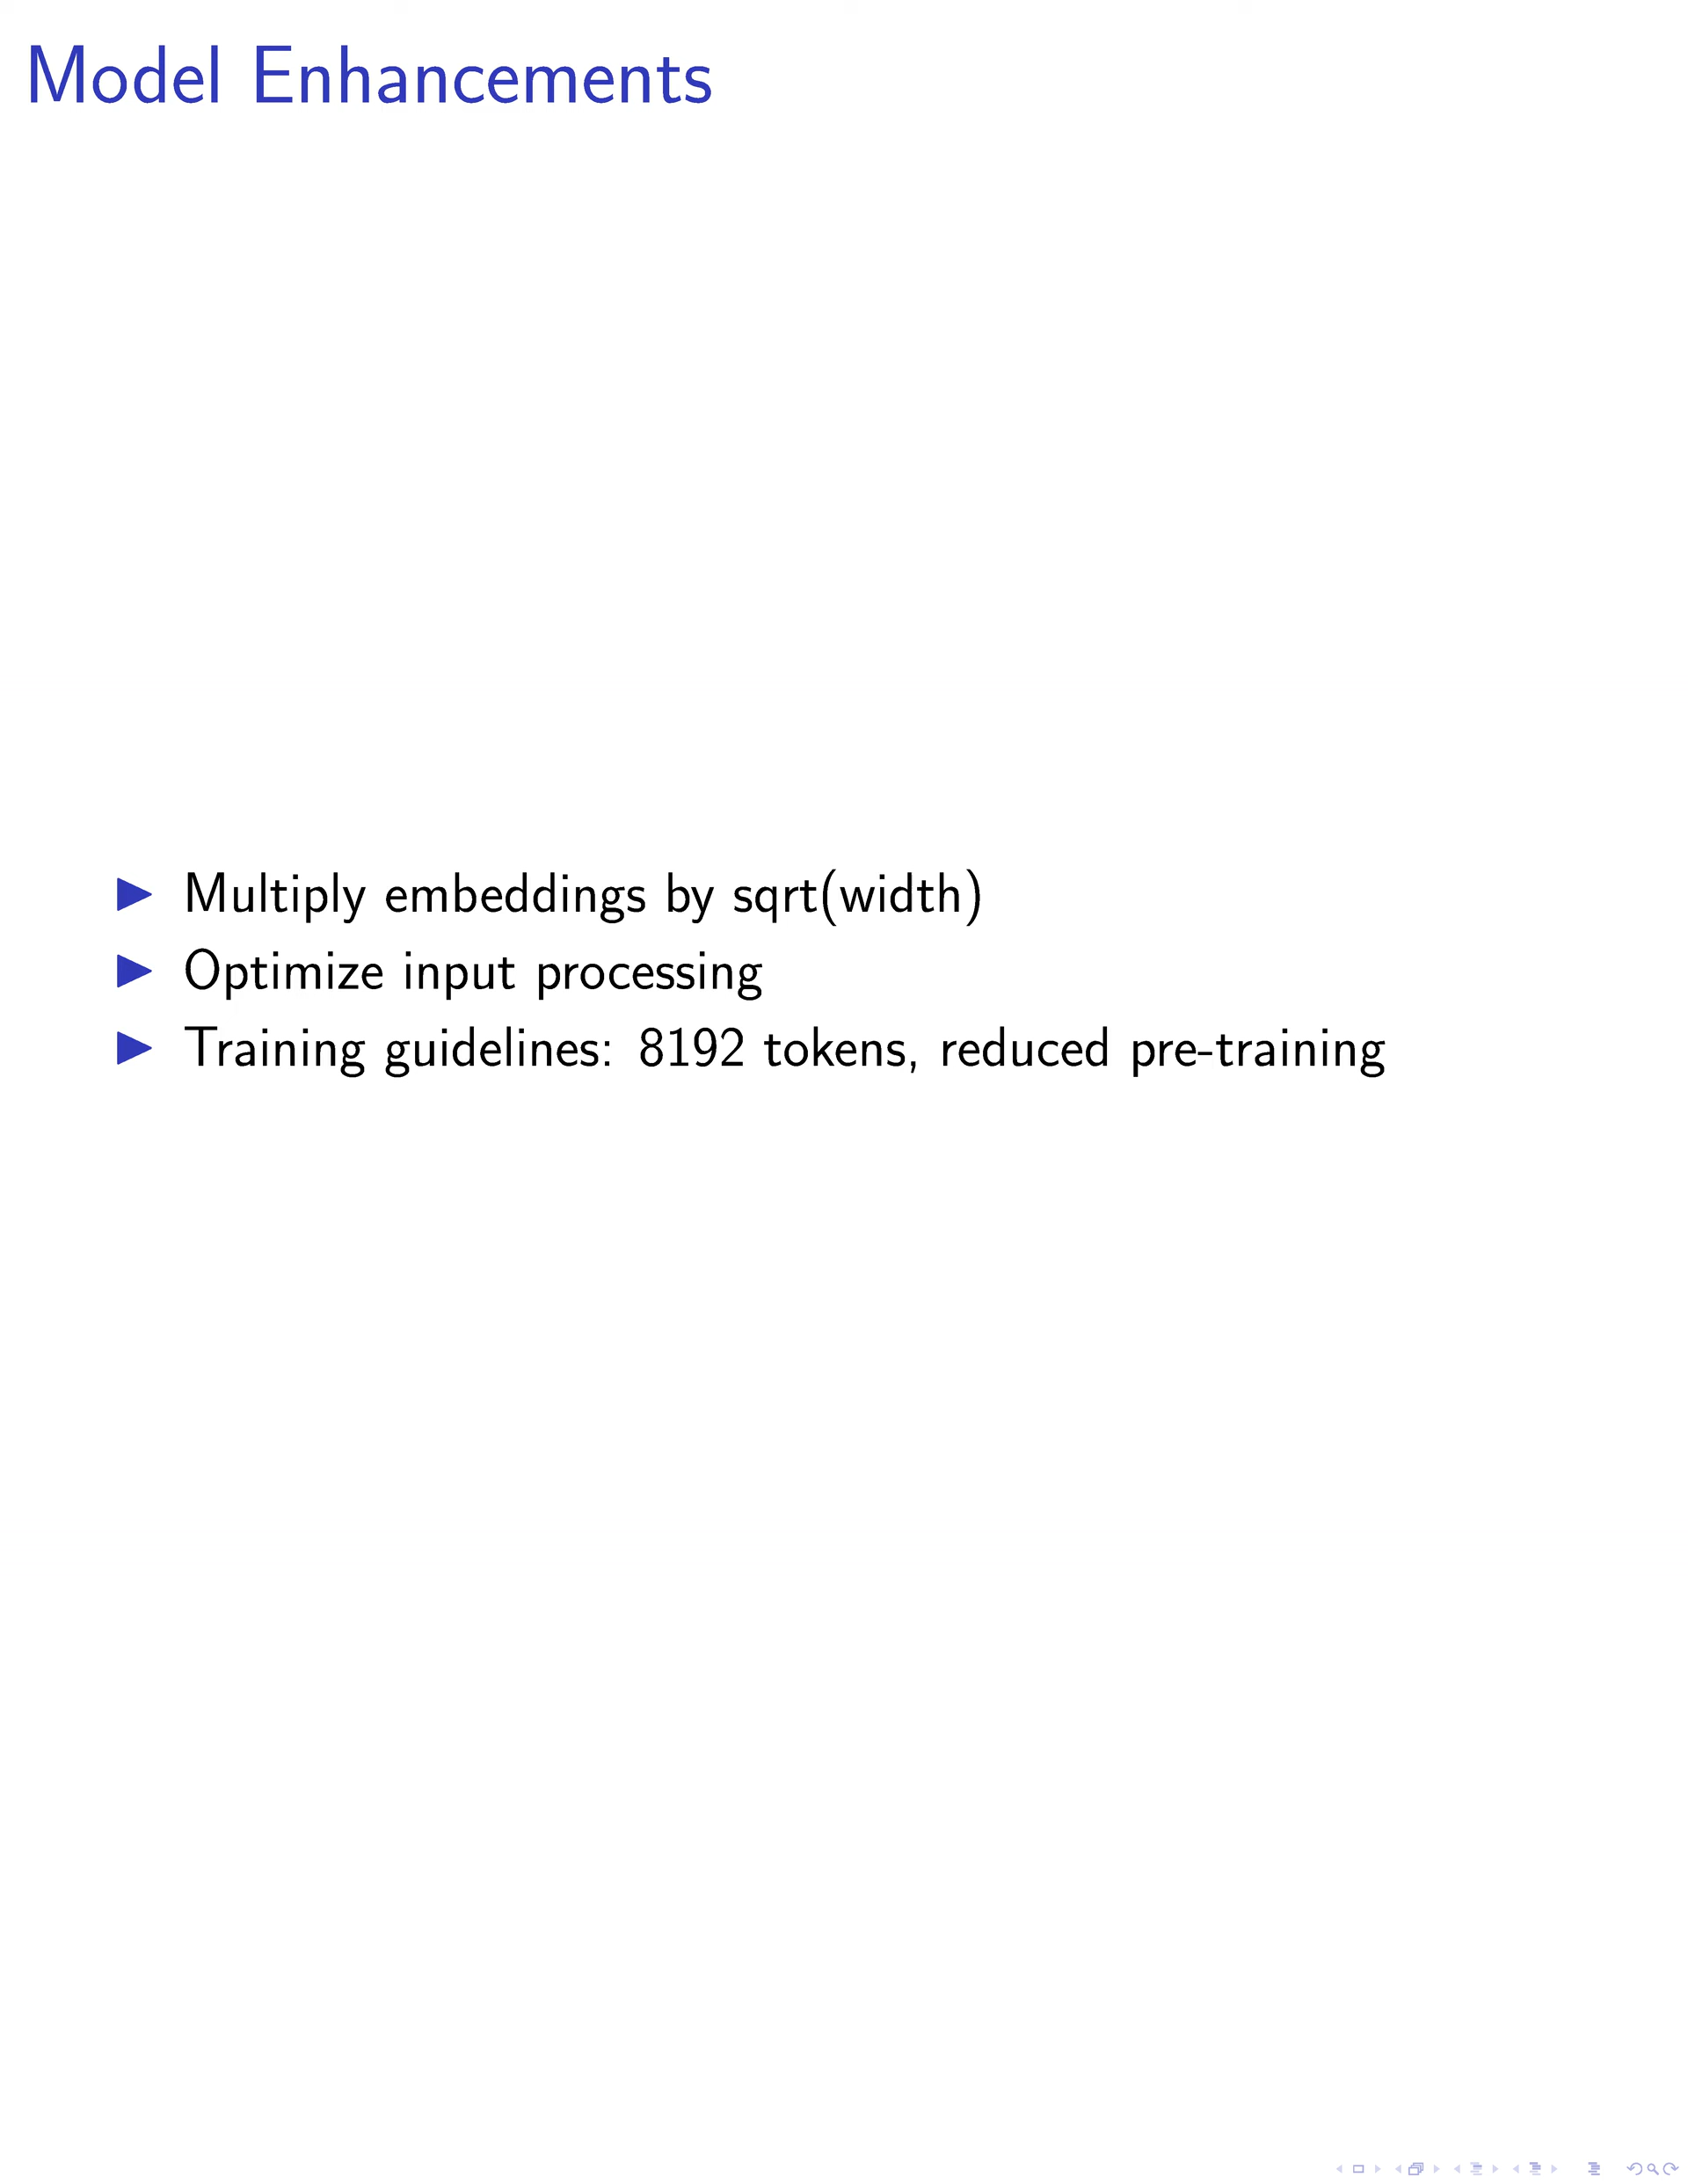 Model Enhancements
Multiply embeddings by sqrt(width)
Optimize input processing
Training guidelines: 8192 tokens, reduced pre-training